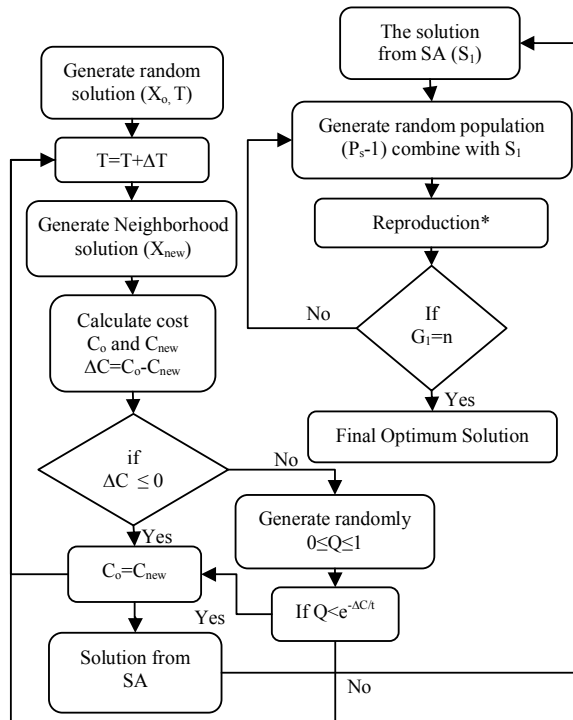 Generate random
solution (Xₒ, T)
T=T+ΔT
Generate Neighborhood
solution (Xnew)
Calculate cost
Cₒ and Cnew
ΔC=Cₒ-Cnew
if
ΔC ≤ 0
No
Yes
Generate randomly
0≤Q≤1
Cₒ=Cnew
If Q<e^-ΔC/t
Yes
Yes
Solution from
SA
No
The solution
from SA (S₁)
Generate random population
(Pₛ-1) combine with S₁
Reproduction*
If
G₁=n
No
Yes
Final Optimum Solution